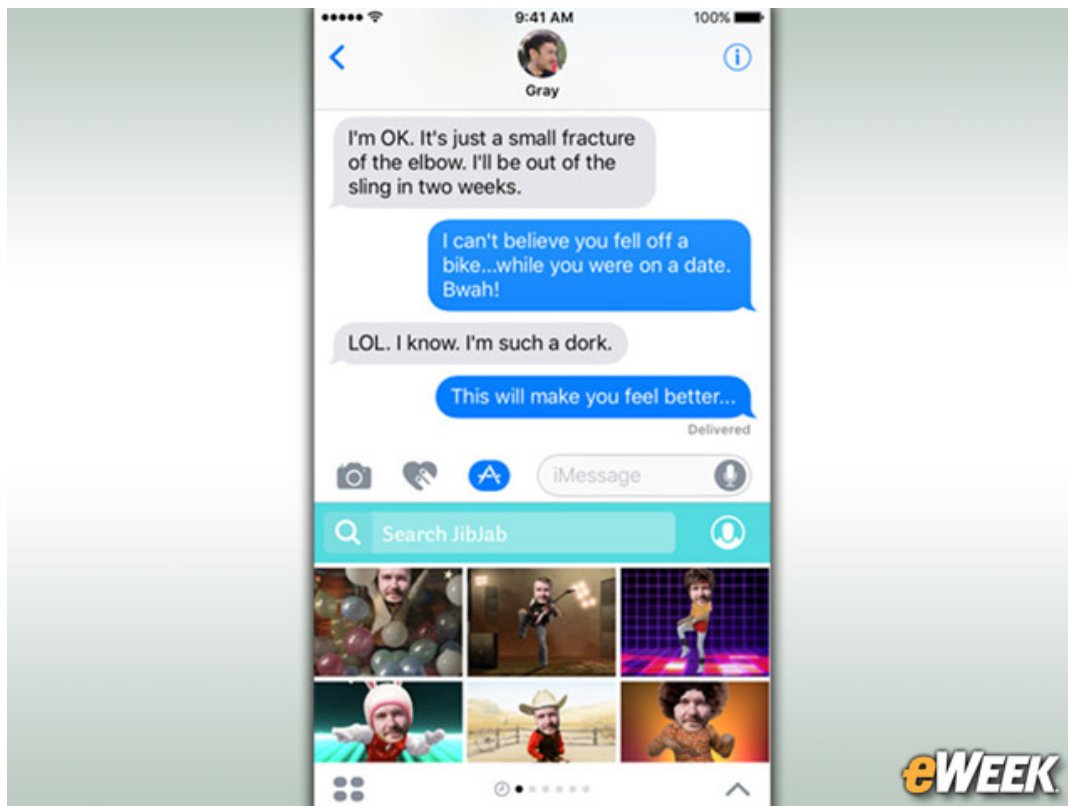 9:41 AM
100%
Gray
I'm OK. It's just a small fracture
of the elbow. I'll be out of the
sling in two weeks.
I can't believe you fell off a
bike...while you were on a date.
Bwah!
LOL. I know. I'm such a dork.
This will make you feel better...
Delivered
iMessage
Search JibJab
eWEEK